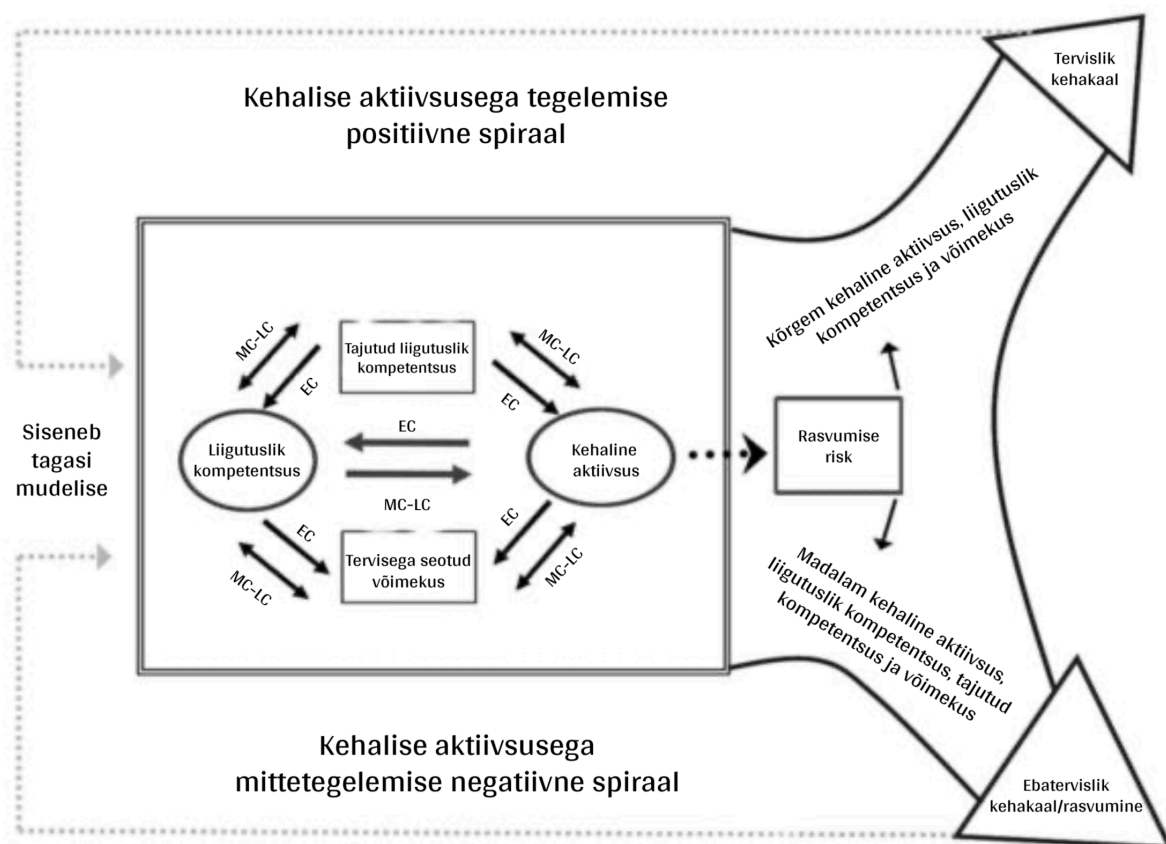 Kehalise aktiivsusega tegelemise
positiivne spiraal
Tervislik
kehakaal
Kõrgem kehaline aktiivsus, liigutuslik
kompetentsus ja võimekus
MC-LC
EC
Tajutud liigutuslik
kompetentsus
MC-LC
EC
Siseneb
tagasi
mudelise
Liigutuslik
kompetentsus
EC
MC-LC
Kehaline
aktiivsus
Rasvumise
risk
EC
MC-LC
Tervisega seotud
võimekus
EC
MC-LC
Madalam kehaline aktiivsus,
liigutuslik kompetentsus, tajutud
kompetentsus ja võimekus
Kehalise aktiivsusega
mittetegelemise negatiivne spiraal
Ebatervislik
kehakaal/rasvumine